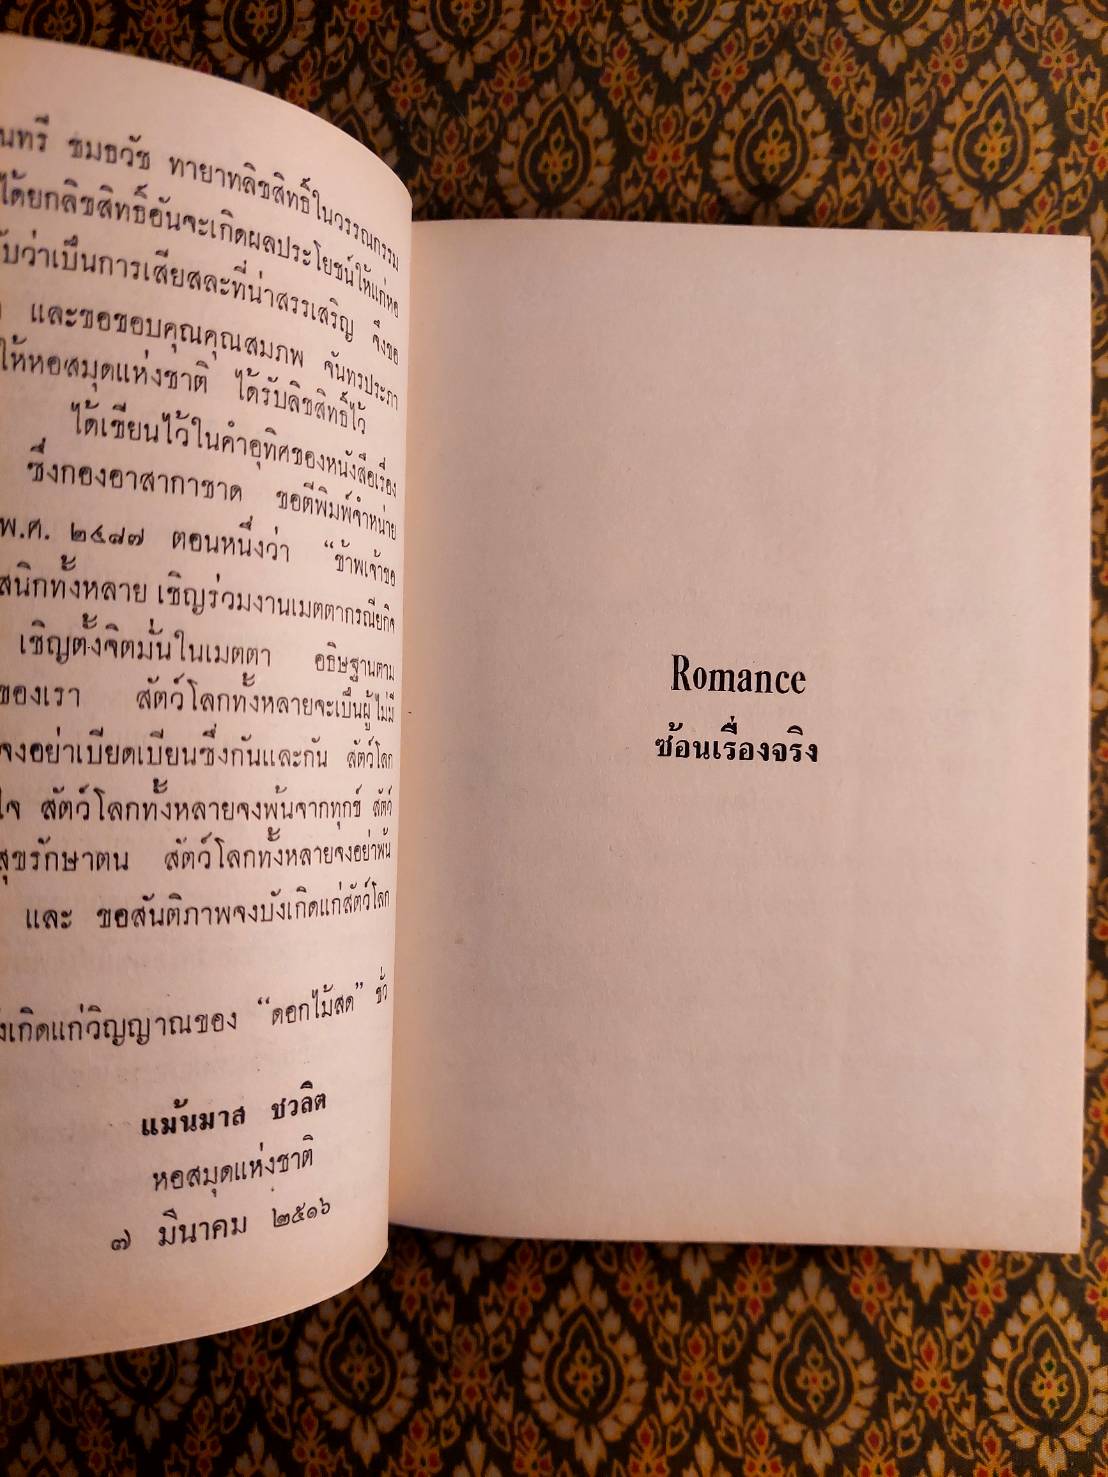 นทรี ชมธวัช ทายาทลิขสิทธิ์ในวรรณกรรม
ได้ยกลิขสิทธิ์อันจะเกิดผลประโยชน์ให้แก่หอ
ับว่าเป็นการเสียสละที่น่าสรรเสริญ จึงขอ
และขอขอบคุณคุณสมภพ จันทรประภา
ให้หอสมุดแห่งชาติ ได้รับลิขสิทธิ์ไว้
ได้เขียนไว้ในคำอุทิศของหนังสือเรื่อง
ซึ่งกองอาสากาชาด ขอตีพิมพ์จำหน่าย
พ.ศ. ๒๔๘๗ ตอนหนึ่งว่า “ข้าพเจ้าขอ
สนิกทั้งหลาย เชิญร่วมงานเมตตากรณียกิจ
เชิญตั้งจิตมั่นในเมตตา อธิษฐานตาม
ของเรา สัตว์โลกทั้งหลายจะเป็นผู้ไม่มี
จงอย่าเบียดเบียนซึ่งกันและกัน สัตว์โลก
ใจ สัตว์โลกทั้งหลายจงพ้นจากทุกข์ สัตว์
สุขรักษาตน สัตว์โลกทั้งหลายจงอย่าพ้น
และ ขอสันติภาพจงบังเกิดแก่สัตว์โลก
งเกิดแก่วิญญาณของ “ดอกไม้สด” ชั่ว
แม้นมาส ชวลิต
หอสมุดแห่งชาติ
๗ มีนาคม ๒๕๑๖
Romance
ซ้อนเรื่องจริง